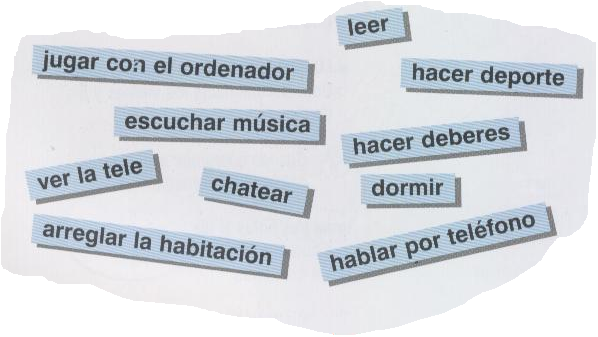 leer
jugar con el ordenador
hacer deporte
escuchar música
hacer deberes
ver la tele
chatear
dormir
arreglar la habitación
hablar por teléfono